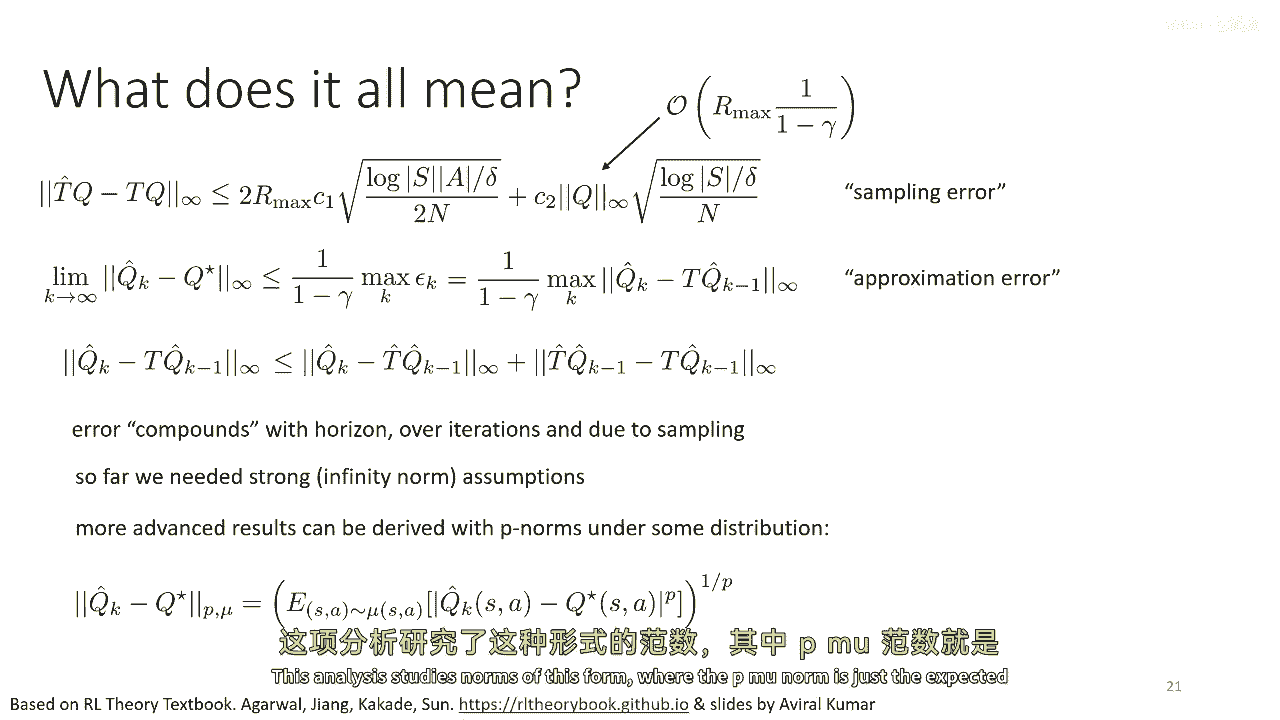 What does it all mean?
$\mathcal{O}\left(R_{\max}\frac{1}{1-\gamma}\right)$
$||\hat{T}Q - TQ||_\infty \leq 2R_{\max}c_1\sqrt{\frac{\log|S||A|/\delta}{2N}} + c_2||Q||_\infty\sqrt{\frac{\log|S|/\delta}{N}}$ “sampling error”
$\lim_{k\to\infty}||\hat{Q}_k - Q^\star||_\infty \leq \frac{1}{1-\gamma}\max_k \epsilon_k = \frac{1}{1-\gamma}\max_k||\hat{Q}_k - T\hat{Q}_{k-1}||_\infty$ “approximation error”
$||\hat{Q}_k - T\hat{Q}_{k-1}||_\infty \leq ||\hat{Q}_k - \hat{T}\hat{Q}_{k-1}||_\infty + ||\hat{T}\hat{Q}_{k-1} - T\hat{Q}_{k-1}||_\infty$
error “compounds” with horizon, over iterations and due to sampling
so far we needed strong (infinity norm) assumptions
more advanced results can be derived with p-norms under some distribution:
$||\hat{Q}_k - Q^\star||_{p,\mu} = \left(E_{(s,a)\sim\mu(s,a)}[|\hat{Q}_k(s,a) - Q^\star(s,a)|^p]\right)^{1/p}$
这项分析研究了这种形式的范数，其中 p mu 范数就是
This analysis studies norms of this form, where the p mu norm is just the expected
21
Based on RL Theory Textbook. Agarwal, Jiang, Kakade, Sun. https://rltheorybook.github.io & slides by Aviral Kumar